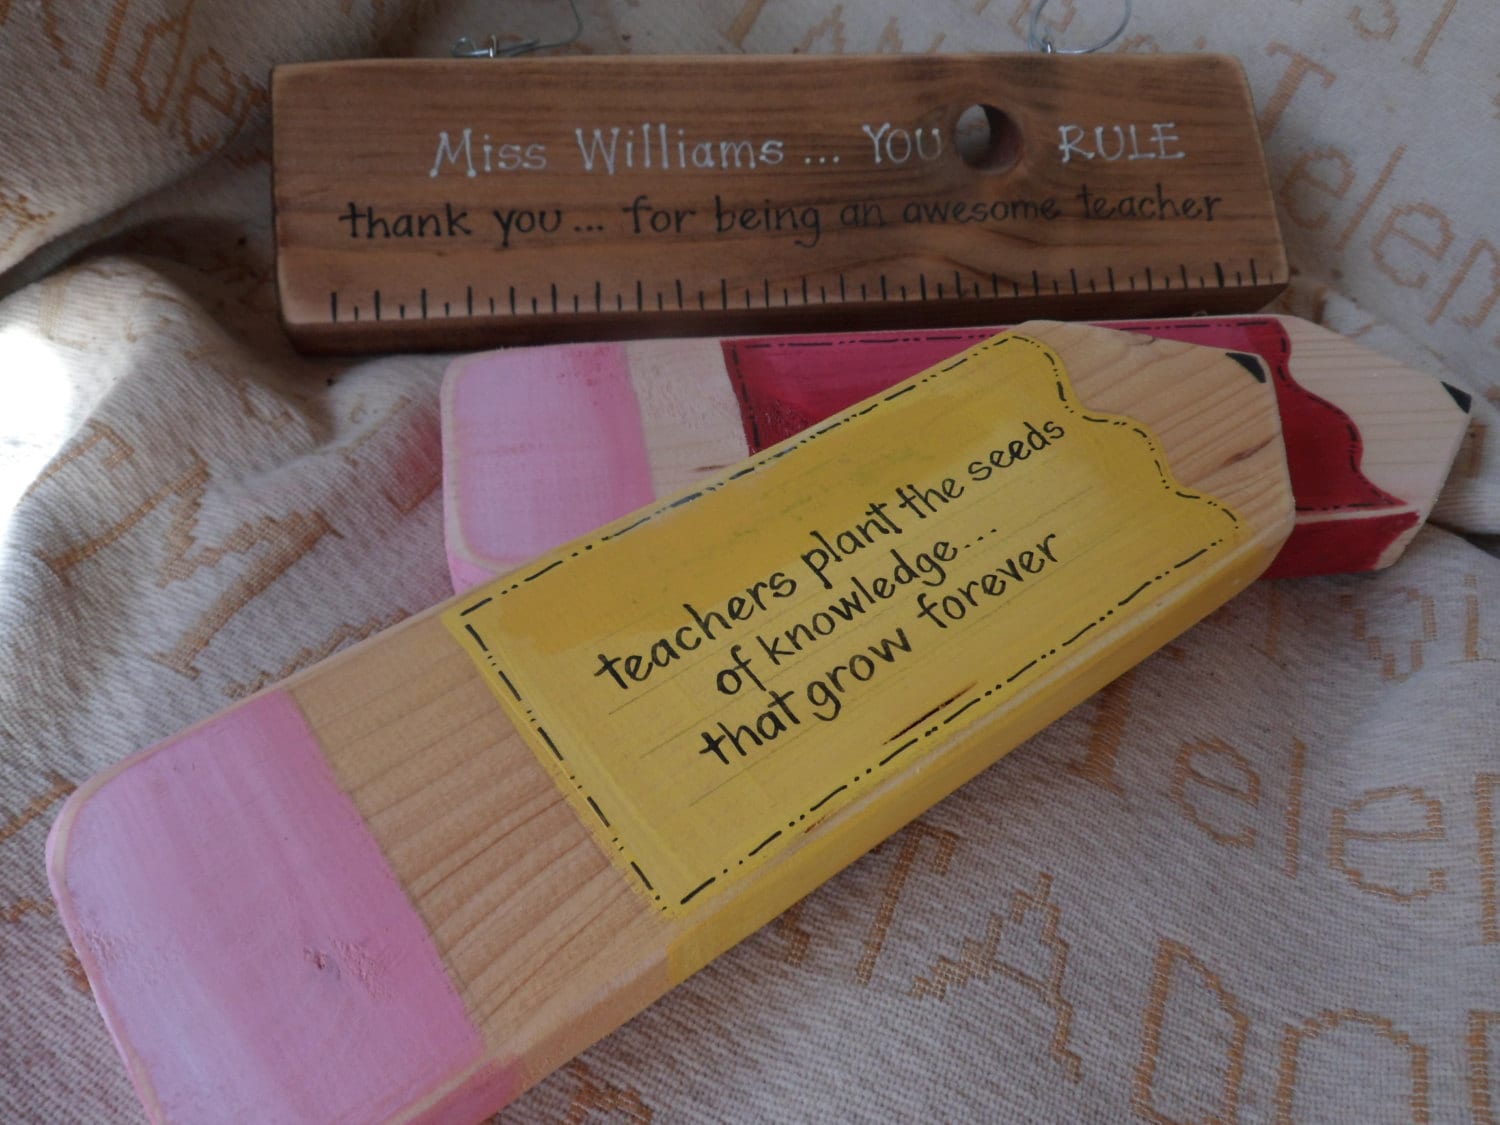 Miss Williams... YOU RULE
thank you... for being an awesome teacher
teachers plant the seeds
of knowledge...
that grow forever